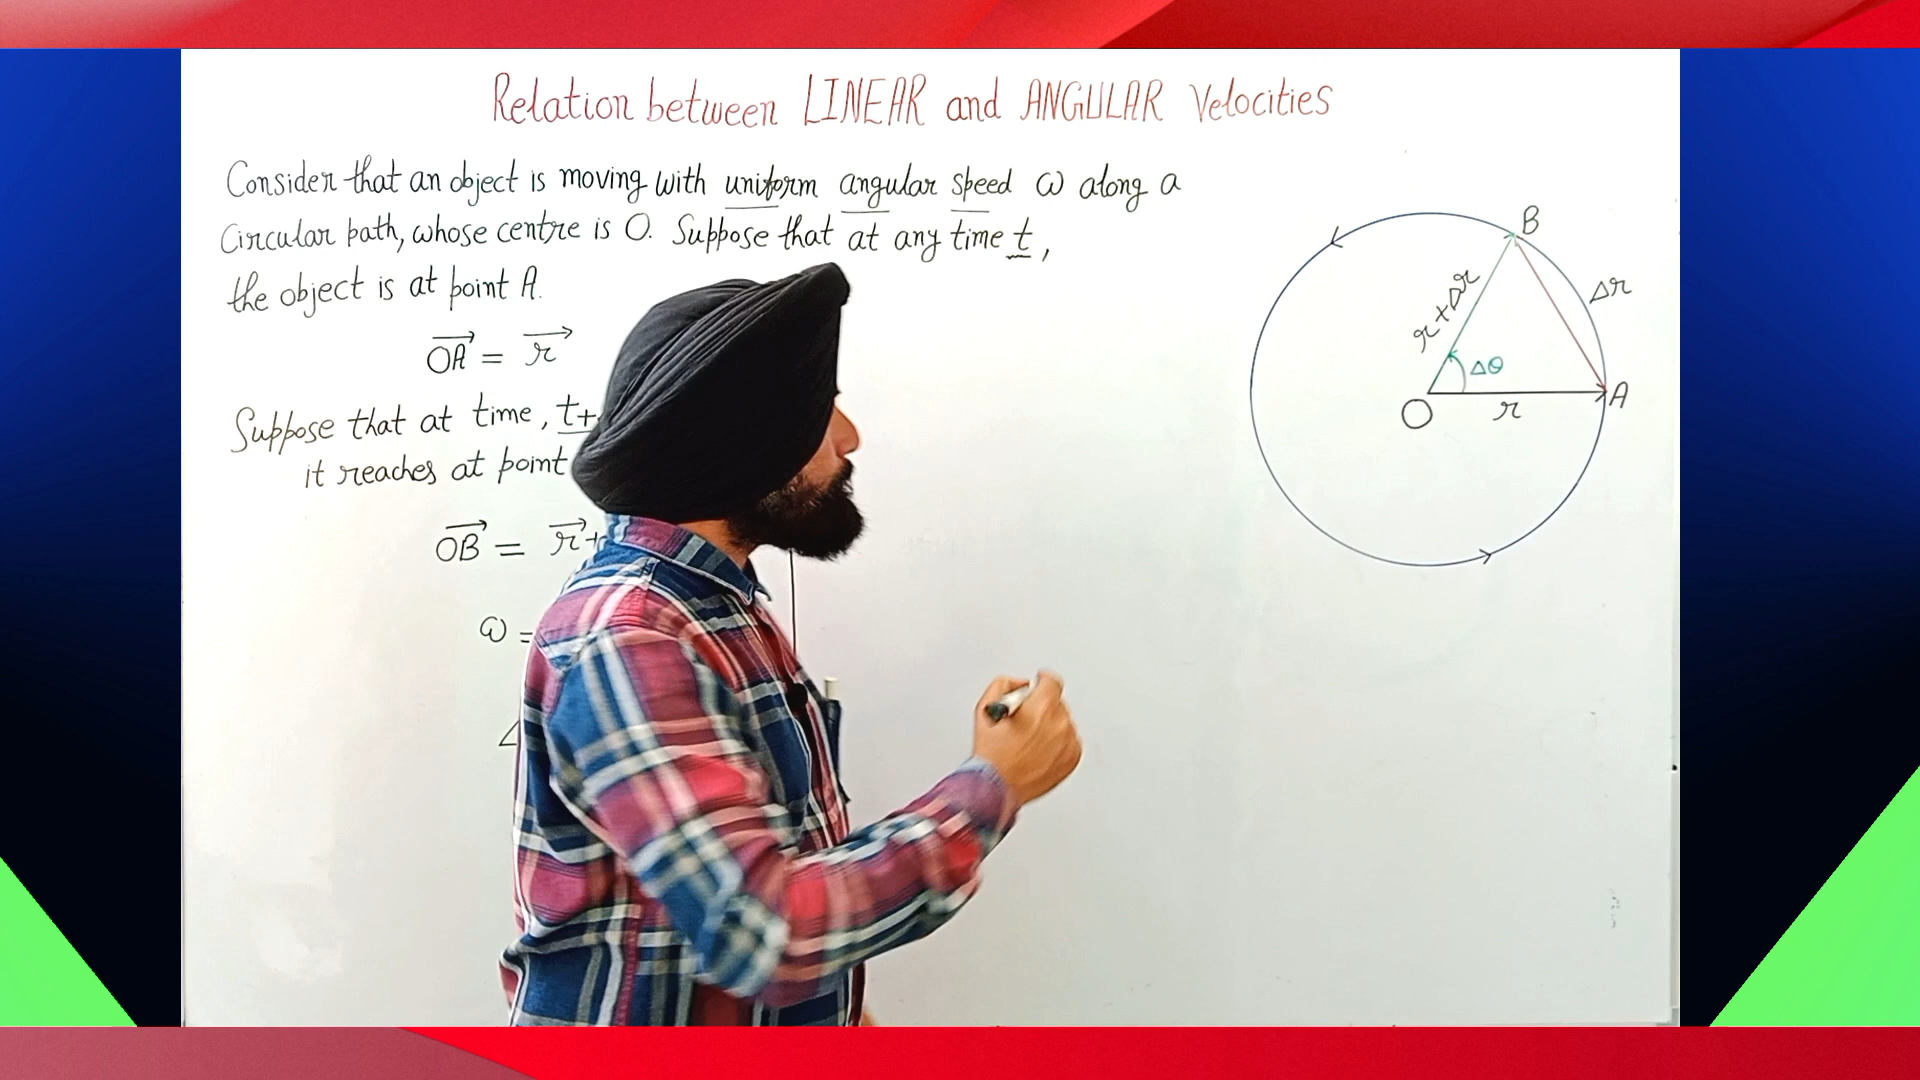 Relation between LINEAR and ANGULAR Velocities
Consider that an object is moving with uniform angular speed ω along a
Circular path, whose centre is O. Suppose that at any time t,
the object is at point A.
OA = r
Suppose that at time, t+
it reaches at point
OB = r+
ω =
B
Δr
r+Δr
Δθ
O
r
A